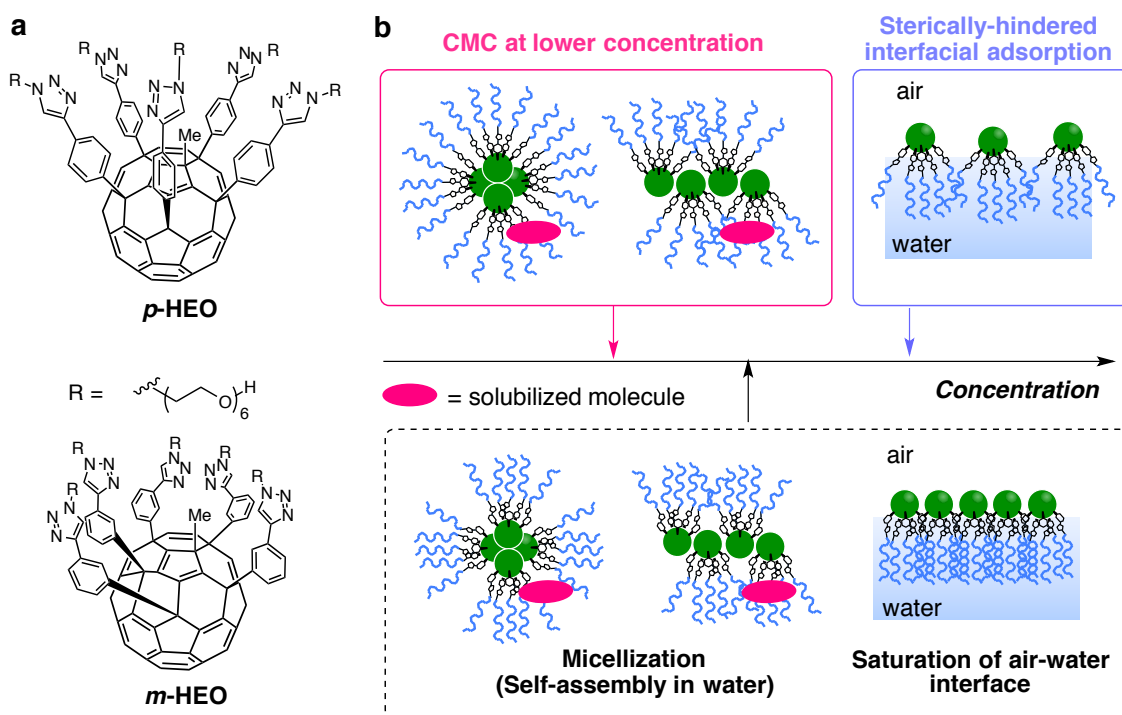 a
R
N
N
N
R
N
N
N
R
N
N
N
R
N
N
N
R
N
N
N
Me
p-HEO
R =
O
H
6
R
N
N
N
R
N
N
N
R
N
N
N
R
N
N
N
R
N
N
N
Me
m-HEO
b
CMC at lower concentration
Sterically-hindered
interfacial adsorption
air
water
Concentration
= solubilized molecule
air
water
Micellization
(Self-assembly in water)
Saturation of air-water
interface